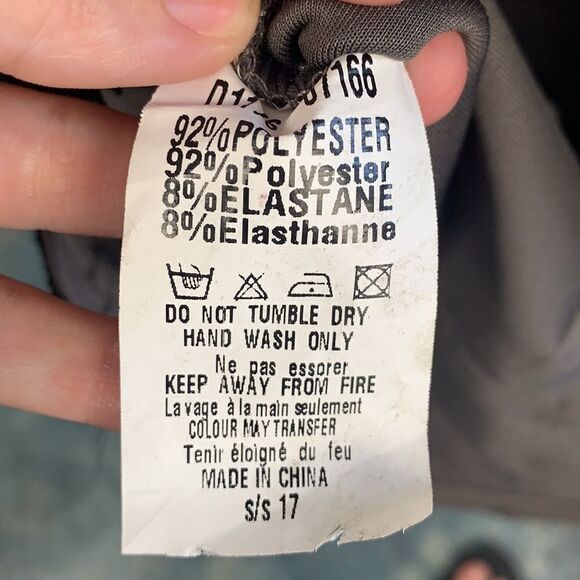 92%POLYESTER
92%Polyester
8%ELASTANE
8%Elasthanne
DO NOT TUMBLE DRY
HAND WASH ONLY
Ne pas essorer
KEEP AWAY FROM FIRE
Lavage à la main seulement
COLOUR MAY TRANSFER
Tenir éloigné du feu
MADE IN CHINA
s/s 17